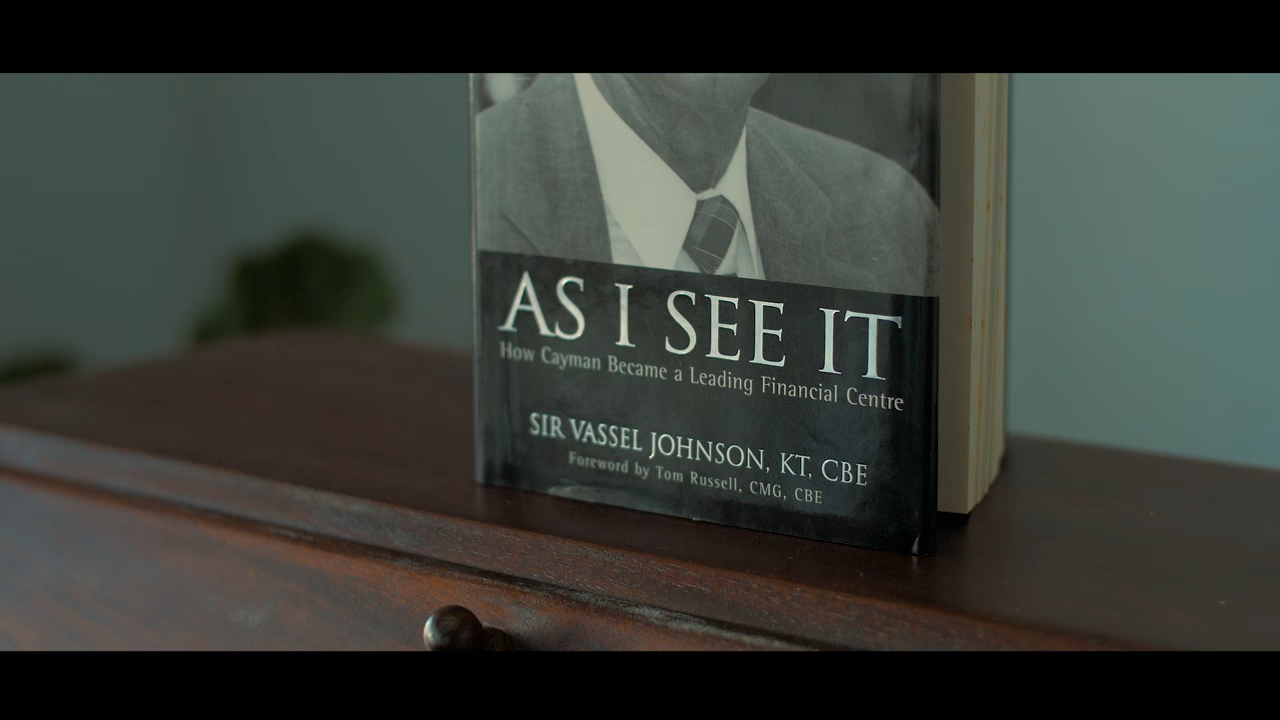 AS I SEE IT
How Cayman Became a Leading Financial Centre
SIR VASSEL JOHNSON, KT, CBE
Foreword by Tom Russell, CMG, CBE